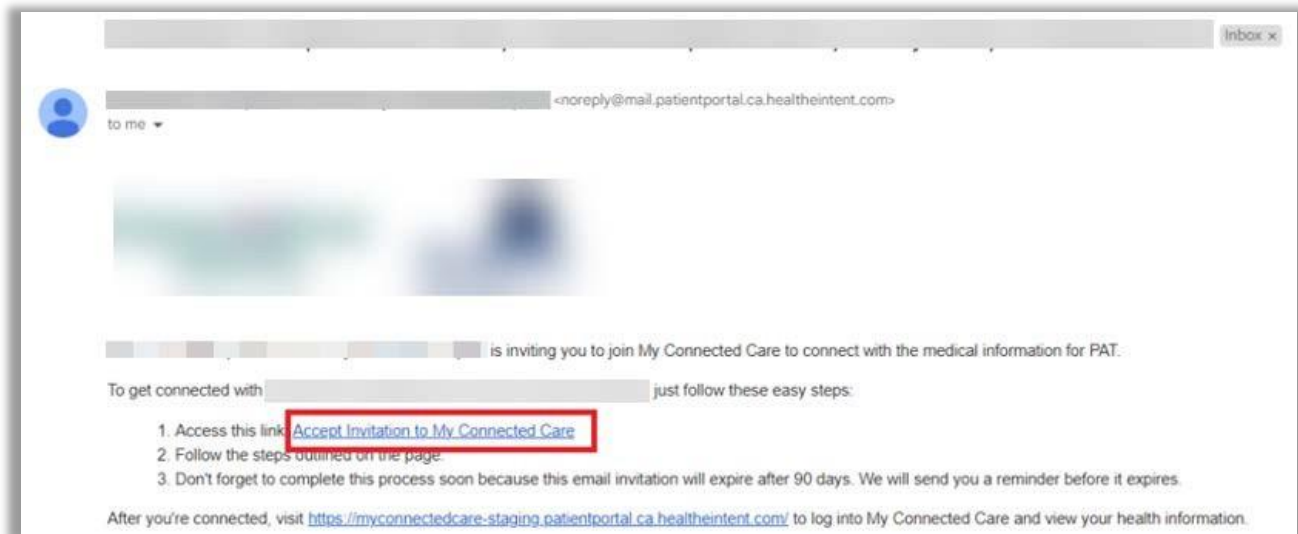 Inbox ×
<noreply@mail.patientportal.ca.healtheintent.com>
to me
is inviting you to join My Connected Care to connect with the medical information for PAT.
To get connected with just follow these easy steps:
1. Access this link: Accept Invitation to My Connected Care
2. Follow the steps outlined on the page.
3. Don't forget to complete this process soon because this email invitation will expire after 90 days. We will send you a reminder before it expires.
After you're connected, visit https://myconnectedcare-staging.patientportal.ca.healtheintent.com/ to log into My Connected Care and view your health information.